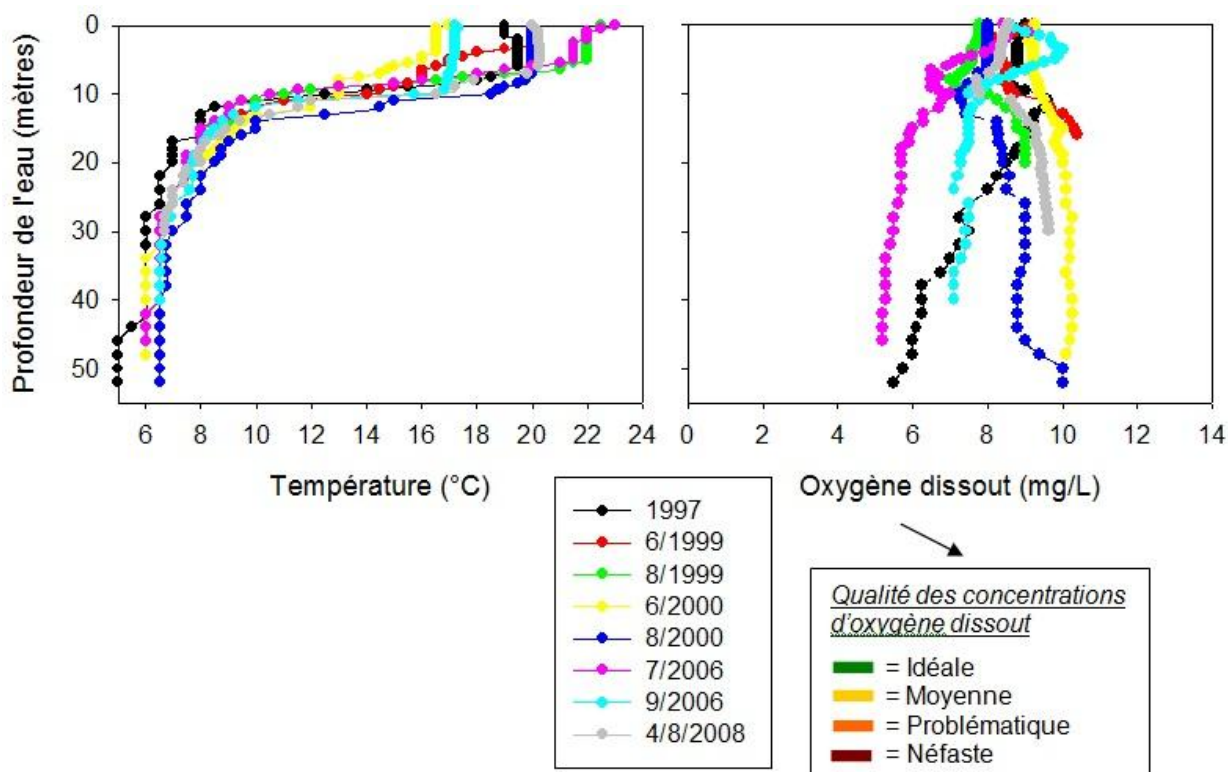 Profondeur de l'eau (mètres)
0
10
20
30
40
50
6 8 10 12 14 16 18 20 22 24
0 2 4 6 8 10 12 14
Température (°C)
Oxygène dissout (mg/L)
1997
6/1999
8/1999
6/2000
8/2000
7/2006
9/2006
4/8/2008
Qualité des concentrations
d'oxygène dissout
= Idéale
= Moyenne
= Problématique
= Néfaste